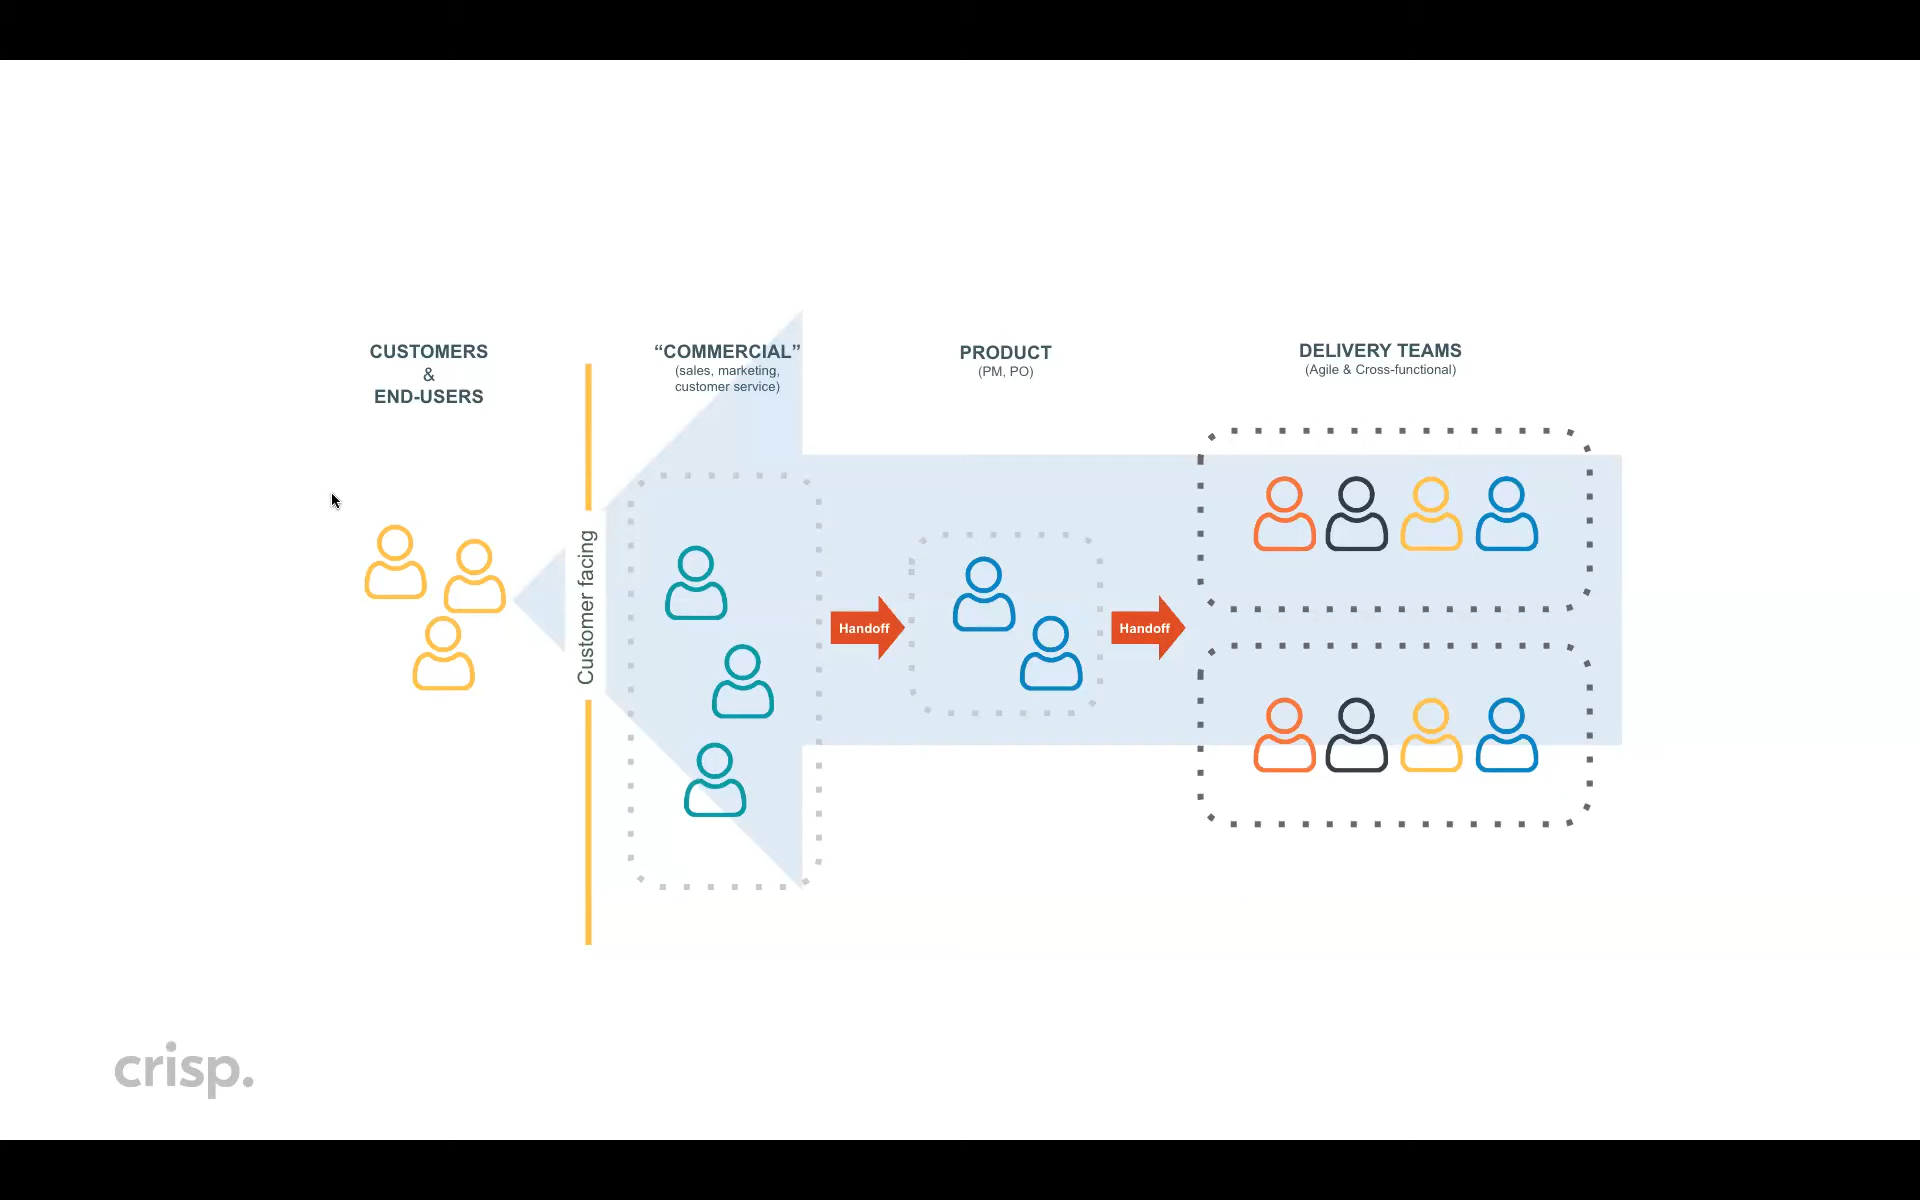 CUSTOMERS
&
END-USERS
“COMMERCIAL”
(sales, marketing,
customer service)
PRODUCT
(PM, PO)
DELIVERY TEAMS
(Agile & Cross-functional)
Customer facing
Handoff
Handoff
crisp.